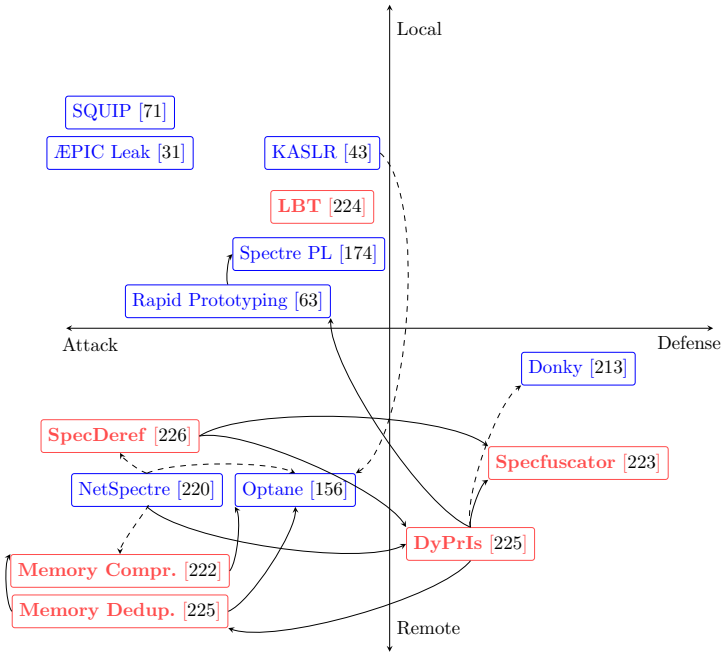 Local
SQUIP [71]
ÆPIC Leak [31]
KASLR [43]
LBT [224]
Spectre PL [174]
Rapid Prototyping [63]
Attack
Defense
Donky [213]
SpecDeref [226]
Specfuscator [223]
NetSpectre [220]
Optane [156]
DyPrIs [225]
Memory Compr. [222]
Memory Dedup. [225]
Remote